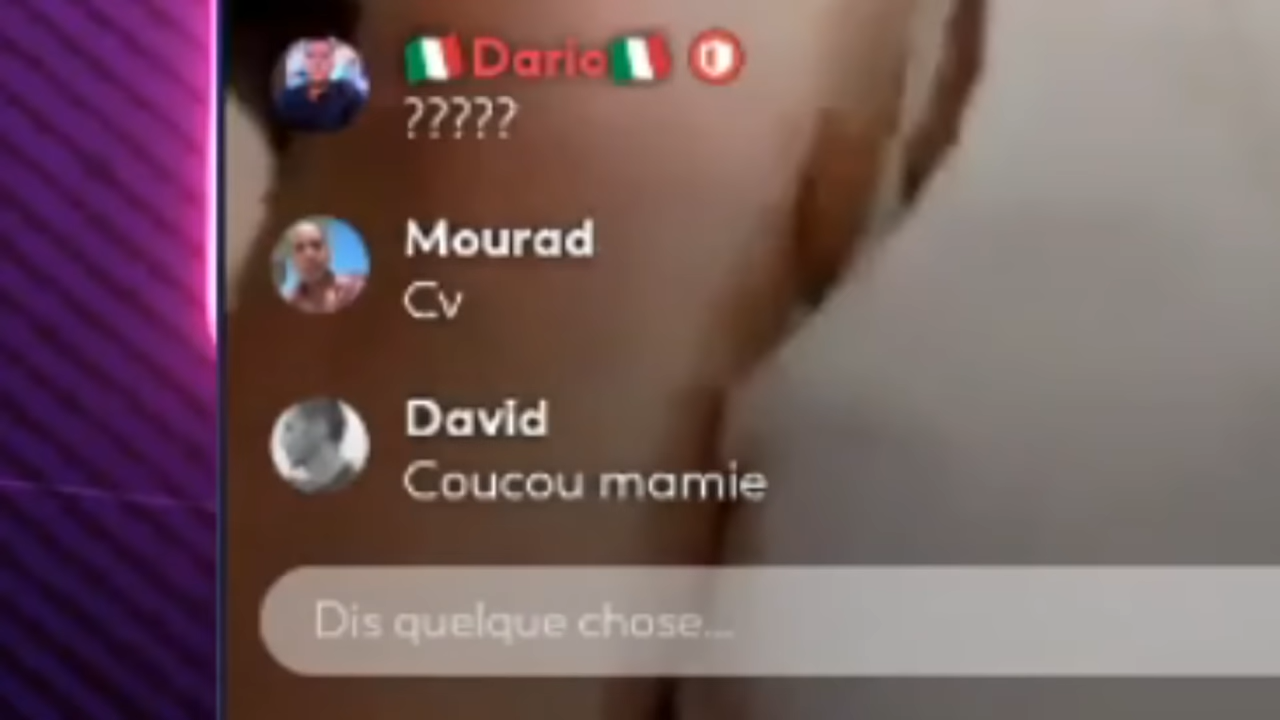 🇮🇹Dario🇮🇹
?????
Mourad
Cv
David
Coucou mamie
Dis quelque chose...